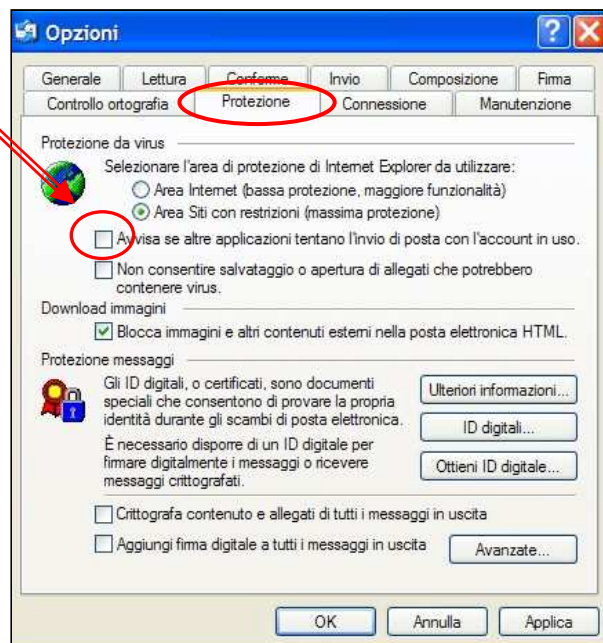 Opzioni
Generale Lettura Conferme Invio Composizione Firma
Controllo ortografia Protezione Connessione Manutenzione
Protezione da virus
Selezionare l'area di protezione di Internet Explorer da utilizzare:
Area Internet (bassa protezione, maggiore funzionalità)
Area Siti con restrizioni (massima protezione)
Avvisa se altre applicazioni tentano l'invio di posta con l'account in uso.
Non consentire salvataggio o apertura di allegati che potrebbero
contenere virus.
Download immagini
Blocca immagini e altri contenuti esterni nella posta elettronica HTML.
Protezione messaggi
Gli ID digitali, o certificati, sono documenti
speciali che consentono di provare la propria
identità durante gli scambi di posta elettronica.
Ulteriori informazioni...
ID digitali...
È necessario disporre di un ID digitale per
firmare digitalmente i messaggi o ricevere
messaggi crittografati.
Ottieni ID digitale...
Crittografa contenuto e allegati di tutti i messaggi in uscita
Aggiungi firma digitale a tutti i messaggi in uscita
Avanzate...
OK Annulla Applica